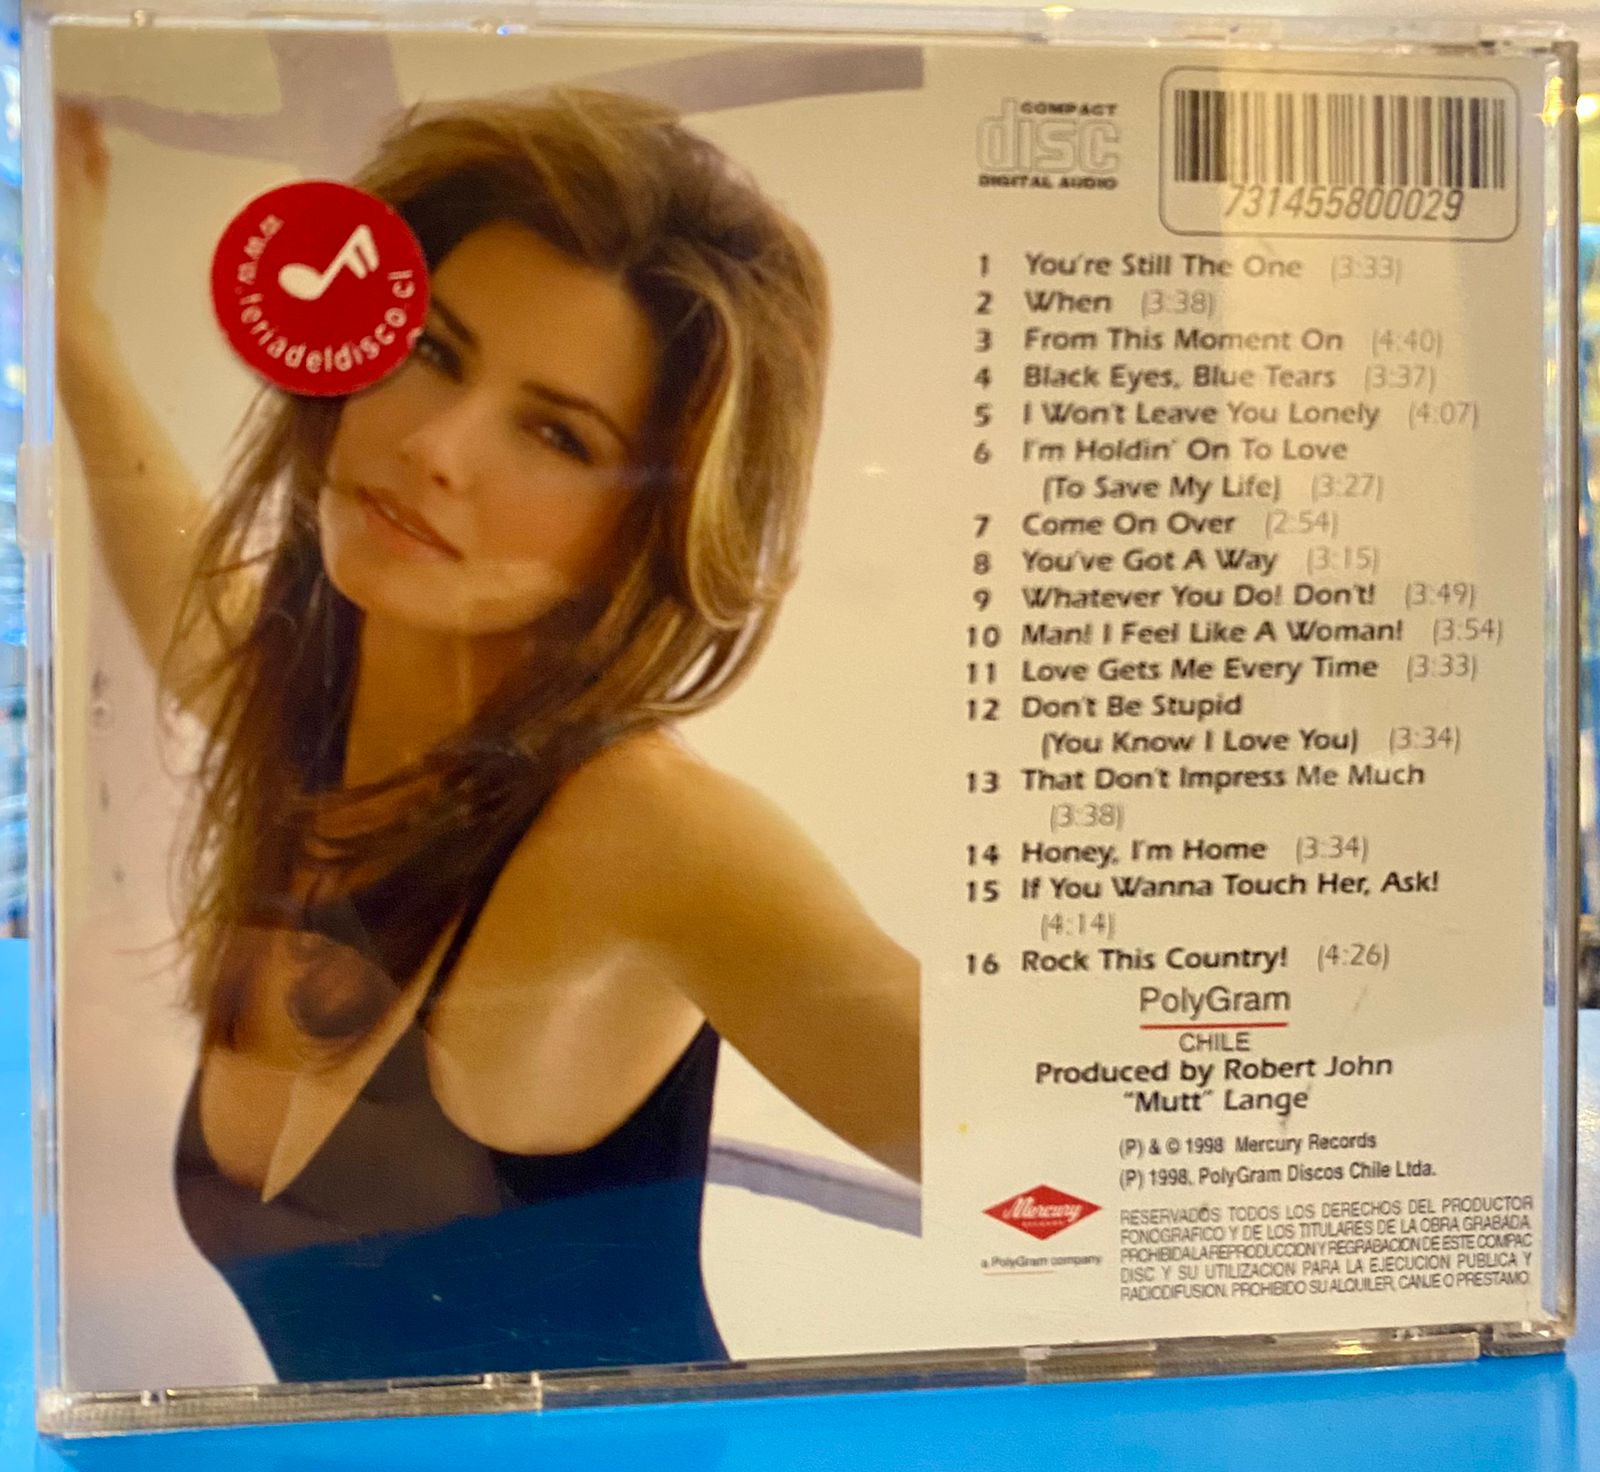 COMPACT
disc
DIGITAL AUDIO
731455800029
1 You're Still The One (3:33)
2 When (3:38)
3 From This Moment On (4:40)
4 Black Eyes, Blue Tears (3:37)
5 I Won't Leave You Lonely (4:07)
6 I'm Holdin' On To Love
(To Save My Life) (3:27)
7 Come On Over (2:54)
8 You've Got A Way (3:15)
9 Whatever You Do! Don't! (3:49)
10 Man! I Feel Like A Woman! (3:54)
11 Love Gets Me Every Time (3:33)
12 Don't Be Stupid
(You Know I Love You) (3:34)
13 That Don't Impress Me Much
(3:38)
14 Honey, I'm Home (3:34)
15 If You Wanna Touch Her, Ask!
(4:14)
16 Rock This Country! (4:26)
PolyGram
CHILE
Produced by Robert John
"Mutt" Lange
(P) & © 1998 Mercury Records
(P) 1998, PolyGram Discos Chile Ltda.
Mercury
RECORDS
a PolyGram company
RESERVADOS TODOS LOS DERECHOS DEL PRODUCTOR
FONOGRAFICO Y DE LOS TITULARES DE LA OBRA GRABADA.
PROHIBIDA LA REPRODUCCION Y REGRABACION DE ESTE COMPAC
DISC Y SU UTILIZACION PARA LA EJECUCION PUBLICA Y
RADIODIFUSION. PROHIBIDO SU ALQUILER, CANJE O PRESTAMO.